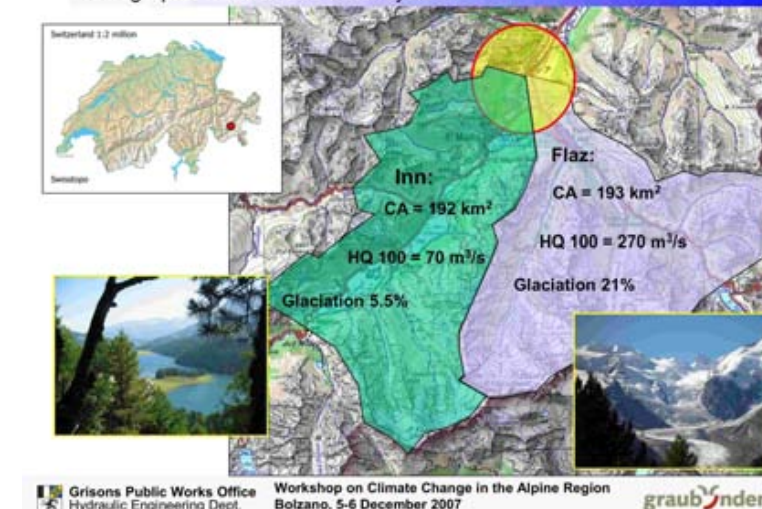 Switzerland 1:2 million
Swisstopo
Inn:
CA = 192 km²
HQ 100 = 70 m³/s
Glaciation 5.5%
Flaz:
CA = 193 km²
HQ 100 = 270 m³/s
Glaciation 21%
Grisons Public Works Office
Hydraulic Engineering Dept.
Workshop on Climate Change in the Alpine Region
Bolzano, 5-6 December 2007
graubünden